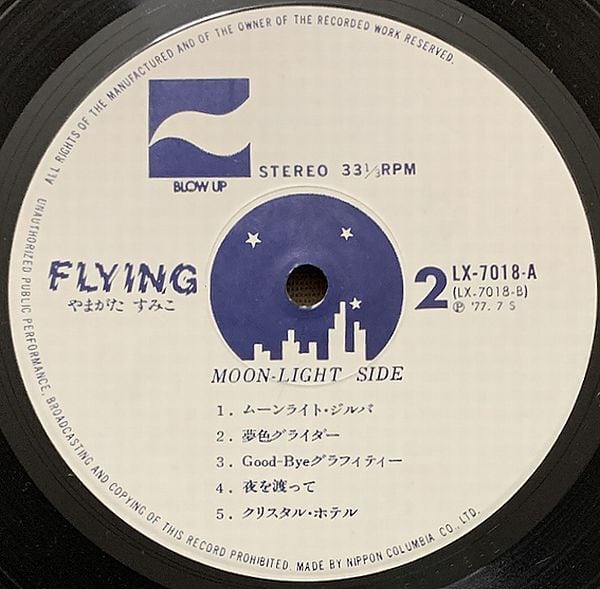 ALL RIGHTS OF THE MANUFACTURED AND OF THE OWNER OF THE RECORDED WORK RESERVED.
BLOW UP
STEREO 33⅓RPM
FLYING
やまがた すみこ
2
LX-7018-A
(LX-7018-B)
Ⓟ '77. 7 S
MOON-LIGHT SIDE
1. ムーンライト・ジルバ
2. 夢色グライダー
3. Good-Byeグラフィティー
4. 夜を渡って
5. クリスタル・ホテル
UNAUTHORIZED PUBLIC PERFORMANCE, BROADCASTING AND COPYING OF THIS RECORD PROHIBITED. MADE BY NIPPON COLUMBIA CO., LTD.